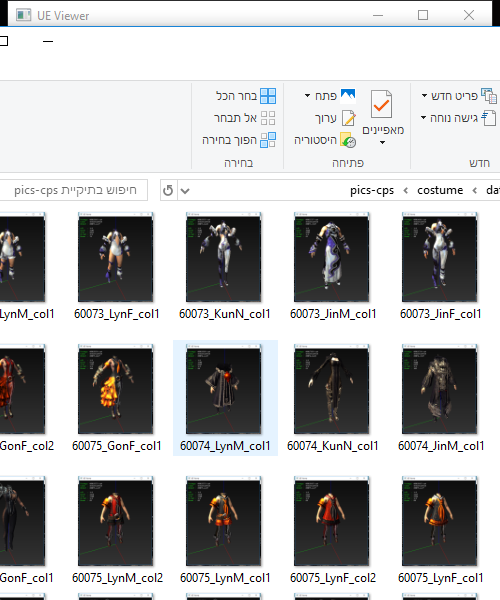 UE Viewer
פריט חדש
גישה נוחה
חדש
מאפיינים
פתח
ערוך
היסטוריה
פתיחה
בחר הכל
אל תבחר
הפוך בחירה
בחירה
da > costume > pics-cps
חיפוש בתיקיית pics-cps
60073_JinF_col1
60073_JinM_col1
60073_KunN_col1
60073_LynF_col1
LynM_col1
60074_JinM_col1
60074_KunN_col1
60074_LynM_col1
60075_GonF_col1
GonF_col2
60075_LynF_col1
60075_LynF_col2
60075_LynM_col1
60075_LynM_col2
GonF_col1